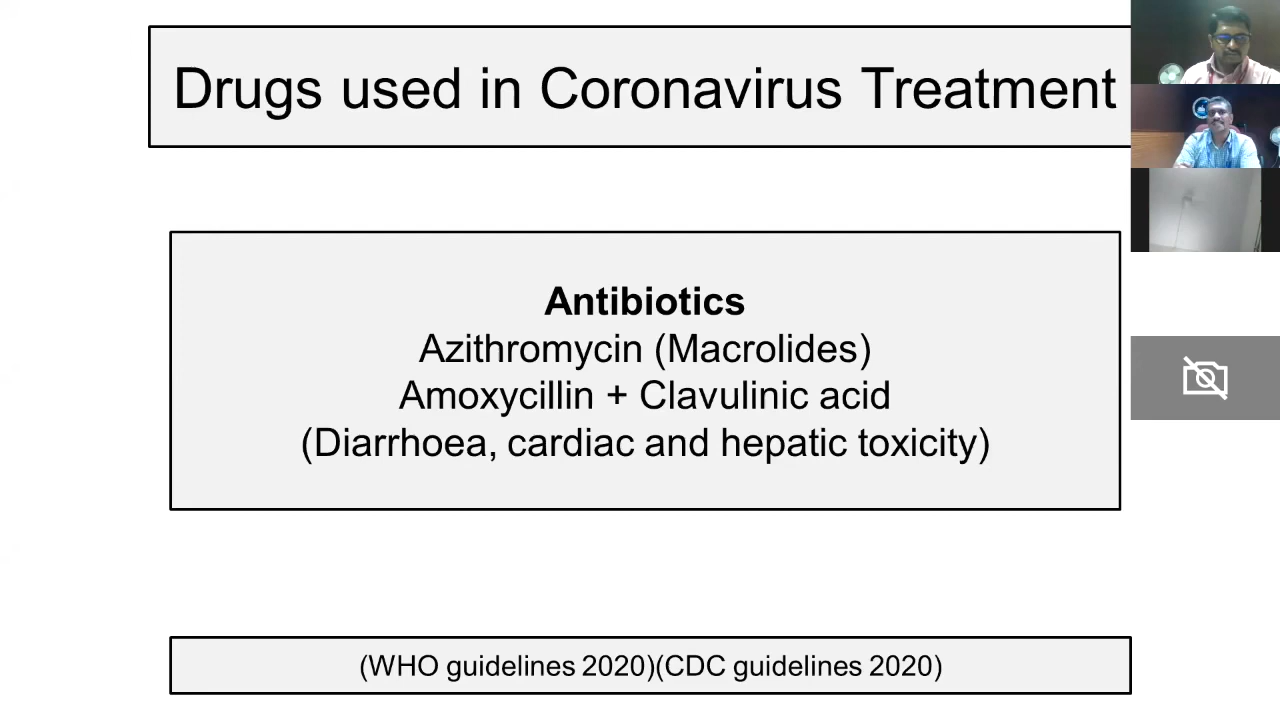 Drugs used in Coronavirus Treatment
Antibiotics
Azithromycin (Macrolides)
Amoxycillin + Clavulinic acid
(Diarrhoea, cardiac and hepatic toxicity)
(WHO guidelines 2020)(CDC guidelines 2020)